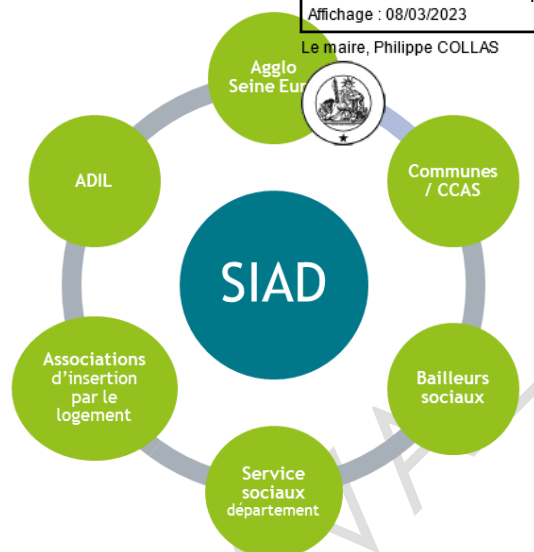 Affichage : 08/03/2023
Le maire, Philippe COLLAS
Agglo
Seine Eur
Communes
/ CCAS
ADIL
SIAD
Associations
d'insertion
par le
logement
Bailleurs
sociaux
Service
sociaux
département